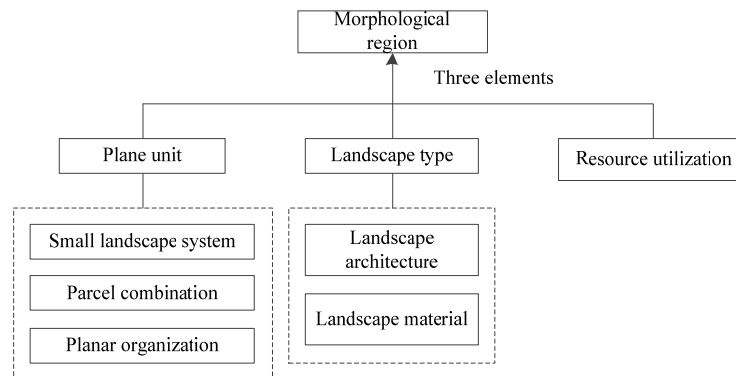 Morphological
region
Three elements
Plane unit
Landscape type
Resource utilization
Small landscape system
Parcel combination
Planar organization
Landscape
architecture
Landscape material